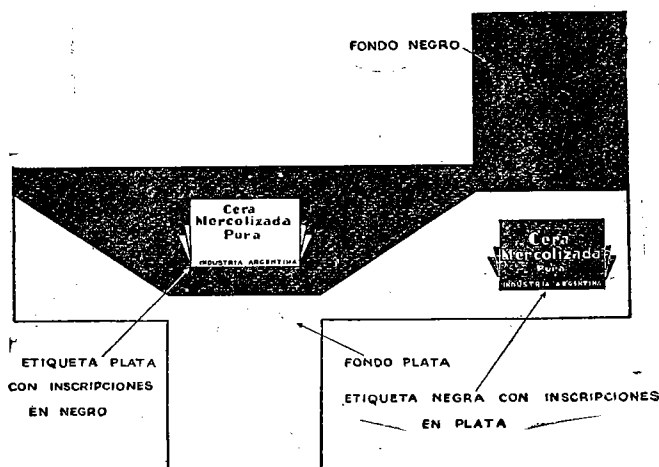 FONDO NEGRO
Cera
Mercolizada
Pura
INDUSTRIA ARGENTINA
Cera
Mercolizada
Pura
INDUSTRIA ARGENTINA
ETIQUETA PLATA
CON INSCRIPCIONES
EN NEGRO
FONDO PLATA
ETIQUETA NEGRA CON INSCRIPCIONES
EN PLATA